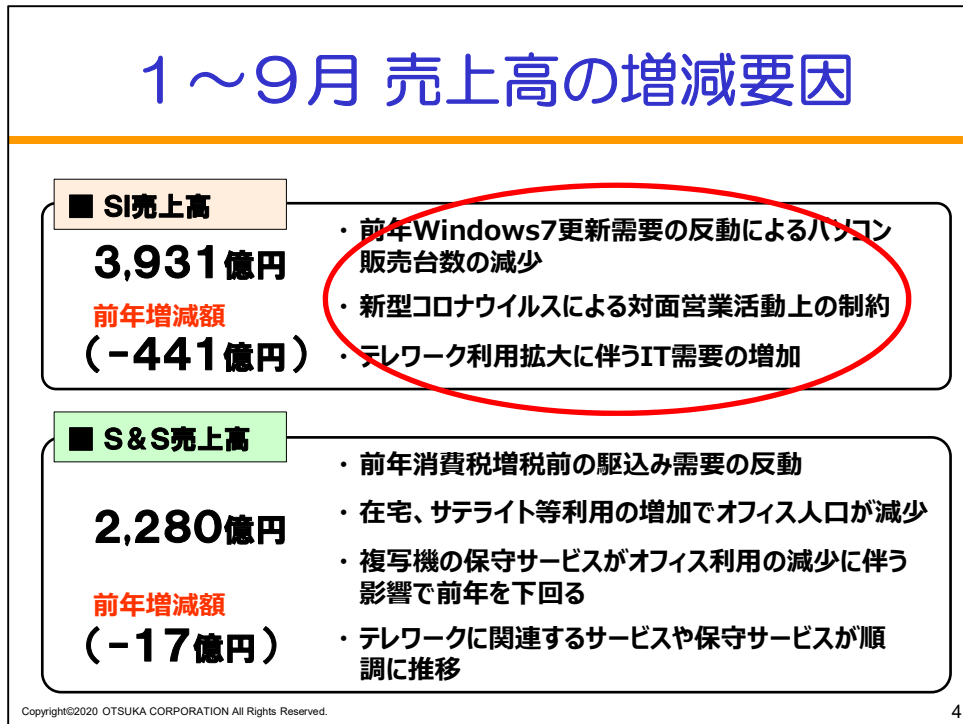 １～９月 売上高の増減要因
■ SI売上高
3,931億円
前年増減額
（－441億円）
・ 前年Windows7更新需要の反動によるパソコン
販売台数の減少
・ 新型コロナウイルスによる対面営業活動上の制約
・ テレワーク利用拡大に伴うIT需要の増加
■ S＆S売上高
2,280億円
前年増減額
（－17億円）
・ 前年消費税増税前の駆込み需要の反動
・ 在宅、サテライト等利用の増加でオフィス人口が減少
・ 複写機の保守サービスがオフィス利用の減少に伴う
影響で前年を下回る
・ テレワークに関連するサービスや保守サービスが順
調に推移
Copyright©2020 OTSUKA CORPORATION All Rights Reserved.
4